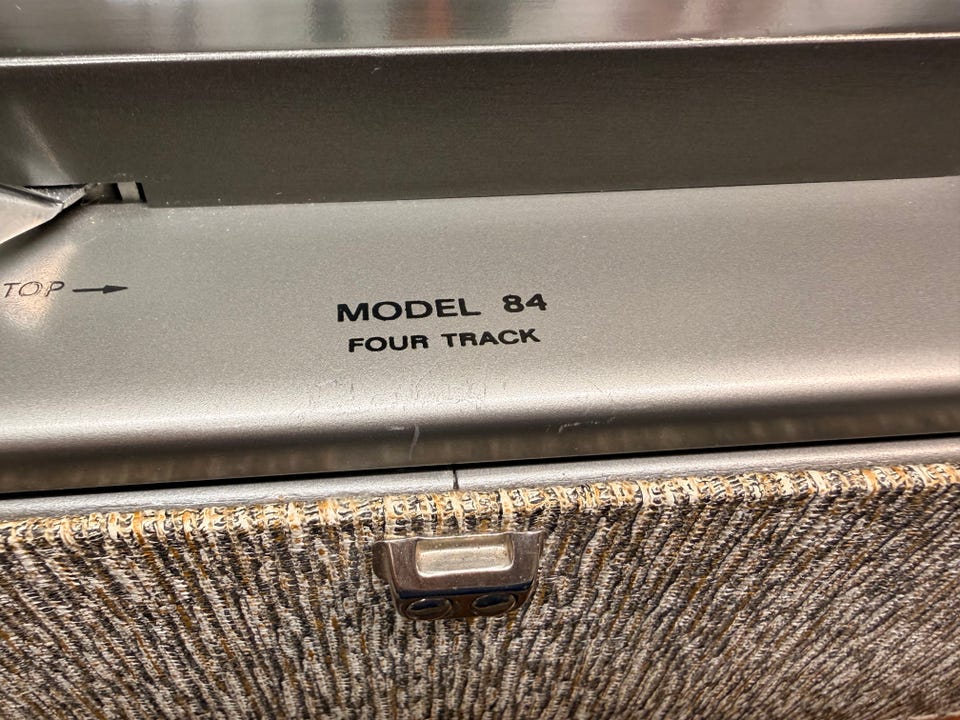 TOP →
MODEL 84
FOUR TRACK